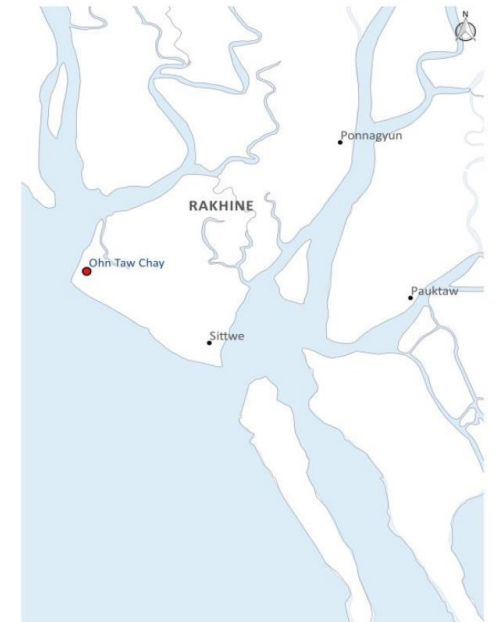 N
Ponnagyun
RAKHINE
Ohn Taw Chay
Pauktaw
Sittwe